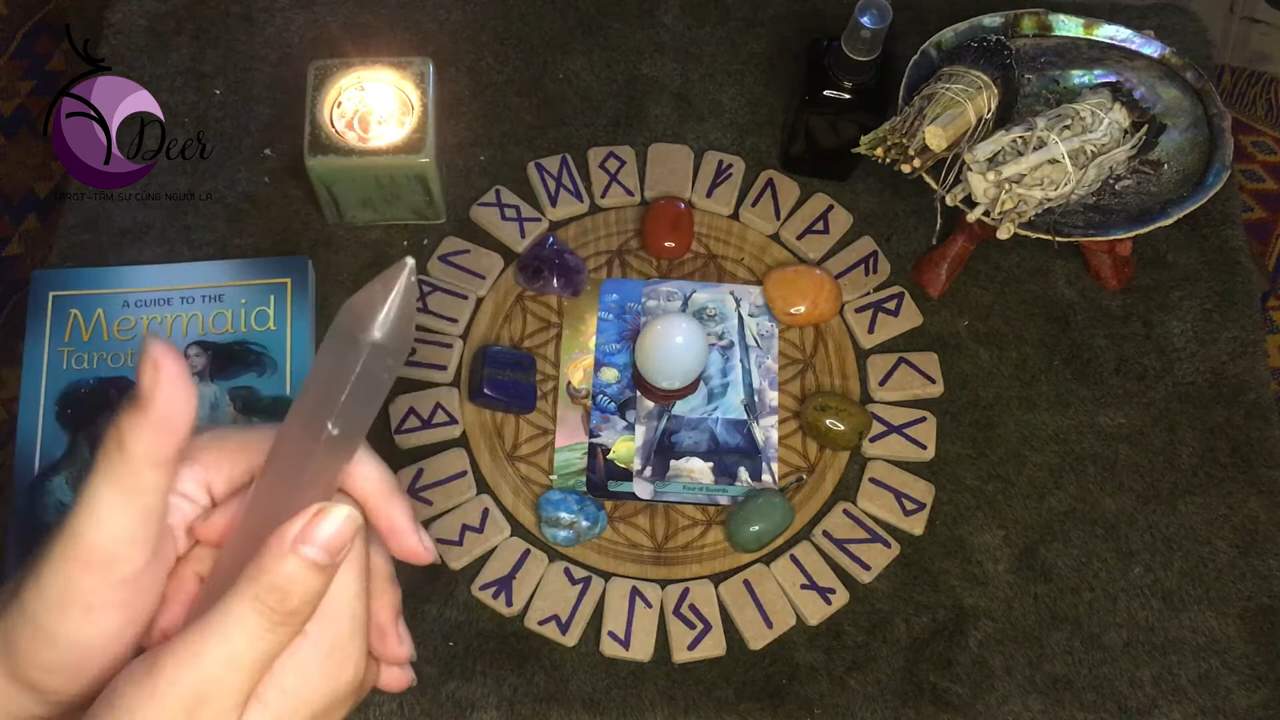 Deer
TAROT-TÂM SỰ CÙNG NGƯỜI LẠ
A GUIDE TO THE
Mermaid
Tarot
Four of Swords
ᛟ
ᚠ
ᚢ
ᚦ
ᚨ
ᚱ
ᚲ
ᚷ
ᚹ
ᚺ
ᚾ
ᛁ
ᛃ
ᛇ
ᛈ
ᛉ
ᛊ
ᛏ
ᛒ
ᛖ
ᛗ
ᛚ
ᛜ
ᛞ